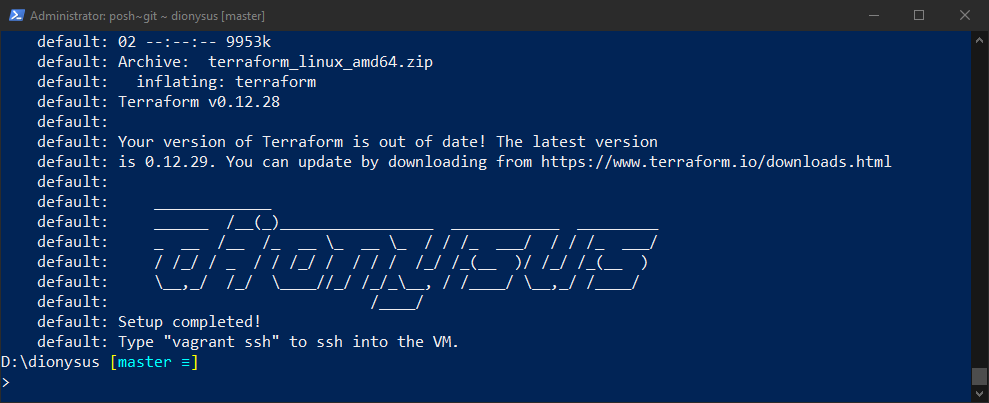 Administrator: posh~git ~ dionysus [master]
    default: 02 --:--:-- 9953k
    default: Archive:  terraform_linux_amd64.zip
    default:   inflating: terraform
    default: Terraform v0.12.28
    default:
    default: Your version of Terraform is out of date! The latest version
    default: is 0.12.29. You can update by downloading from https://www.terraform.io/downloads.html
    default:
    default:     _____________
    default:     ______  /__(_)_________________  ____________  _________
    default:     _  __  /__  /_  __ \_  __ \_  / / /_  ___/  / / /_  ___/
    default:     / /_/ / _  / / /_/ /  / / /  /_/ /_(__  )/ /_/ /_(__  )
    default:     \__,_/  /_/  \____//_/ /_/_\__, / /____/ \__,_/ /____/
    default:                             /____/
    default: Setup completed!
    default: Type "vagrant ssh" to ssh into the VM.
D:\dionysus [master ≡]
>